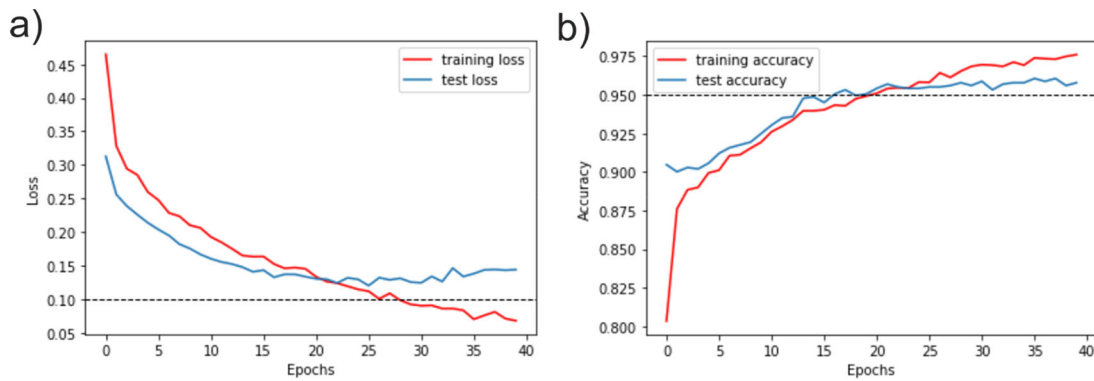 a)
0.45
0.40
0.35
0.30
0.25
0.20
0.15
0.10
0.05
Loss
training loss
test loss
0 5 10 15 20 25 30 35 40
Epochs
b)
0.975
0.950
0.925
0.900
0.875
0.850
0.825
0.800
Accuracy
training accuracy
test accuracy
0 5 10 15 20 25 30 35 40
Epochs